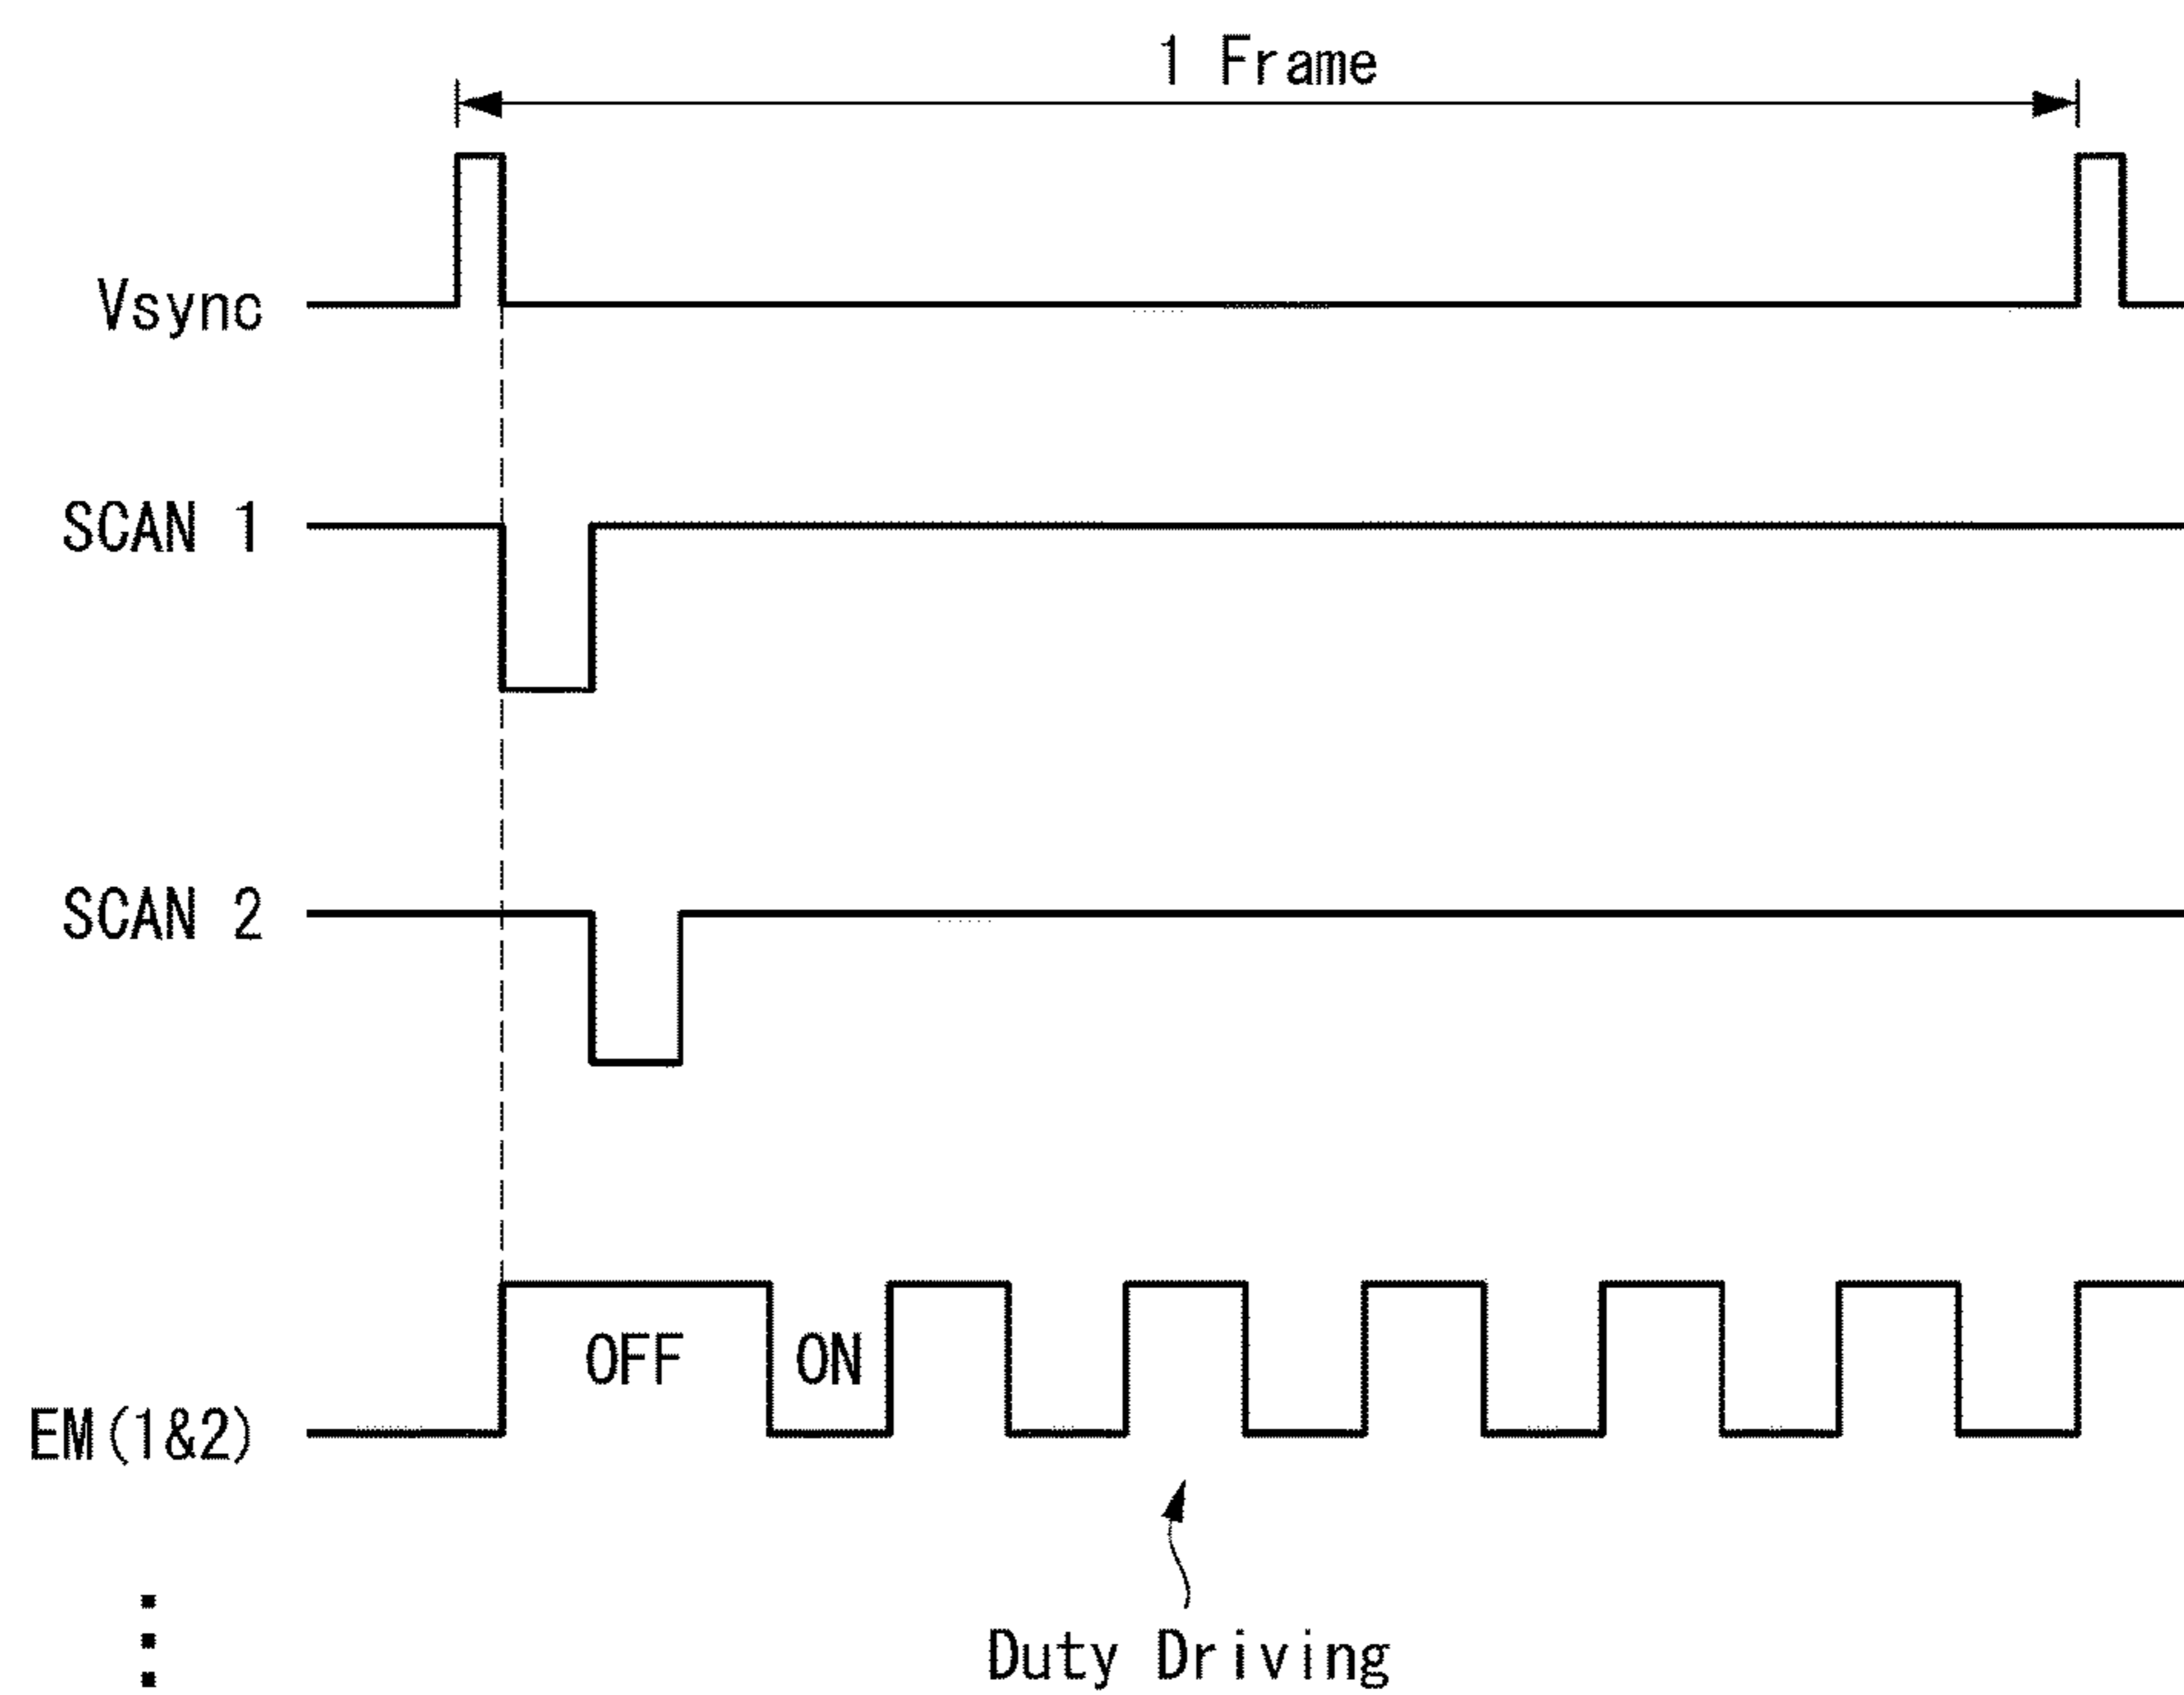 1 Frame
Vsync
SCAN 1
SCAN 2
OFF ON
EM(1&2)
Duty Driving